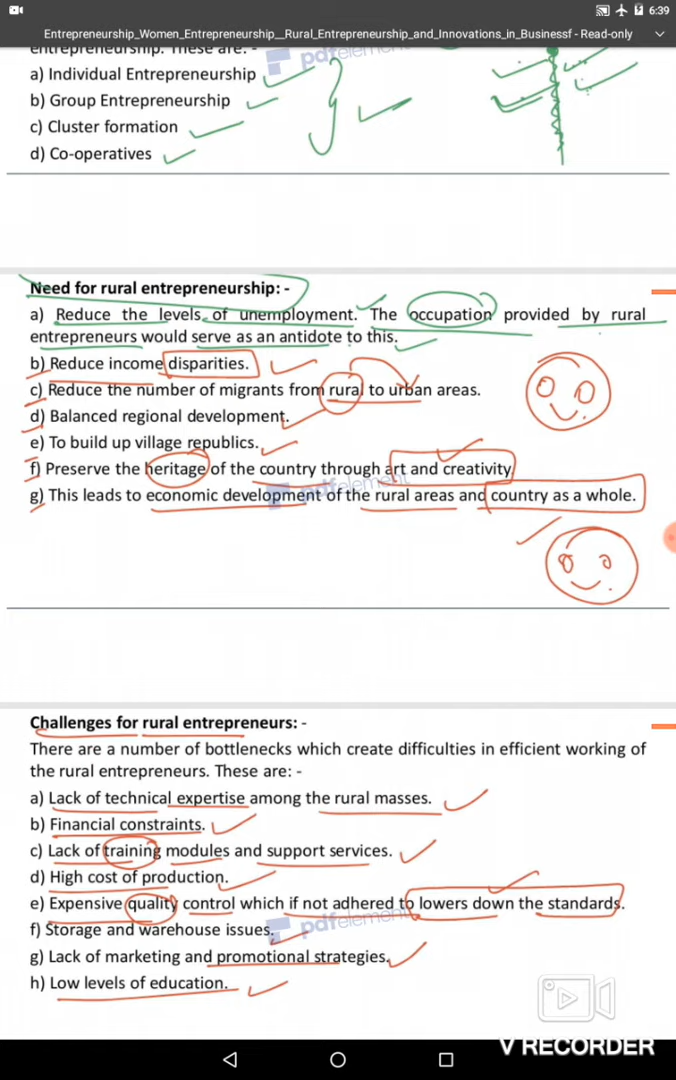 6:39
Entrepreneurship_Women_Entrepreneurship__Rural_Entrepreneurship_and_Innovations_in_Businessf - Read-only
entrepreneurship. These are: -
pdfelement
a) Individual Entrepreneurship
b) Group Entrepreneurship
c) Cluster formation
d) Co-operatives
Need for rural entrepreneurship: -
a) Reduce the levels of unemployment. The occupation provided by rural
entrepreneurs would serve as an antidote to this.
b) Reduce income disparities.
c) Reduce the number of migrants from rural to urban areas.
d) Balanced regional development.
e) To build up village republics.
f) Preserve the heritage of the country through art and creativity
pdfelement
g) This leads to economic development of the rural areas and country as a whole.
Challenges for rural entrepreneurs: -
There are a number of bottlenecks which create difficulties in efficient working of
the rural entrepreneurs. These are: -
a) Lack of technical expertise among the rural masses.
b) Financial constraints.
c) Lack of training modules and support services.
d) High cost of production.
e) Expensive quality control which if not adhered to lowers down the standards.
pdfelement
f) Storage and warehouse issues.
g) Lack of marketing and promotional strategies.
h) Low levels of education.
V RECORDER